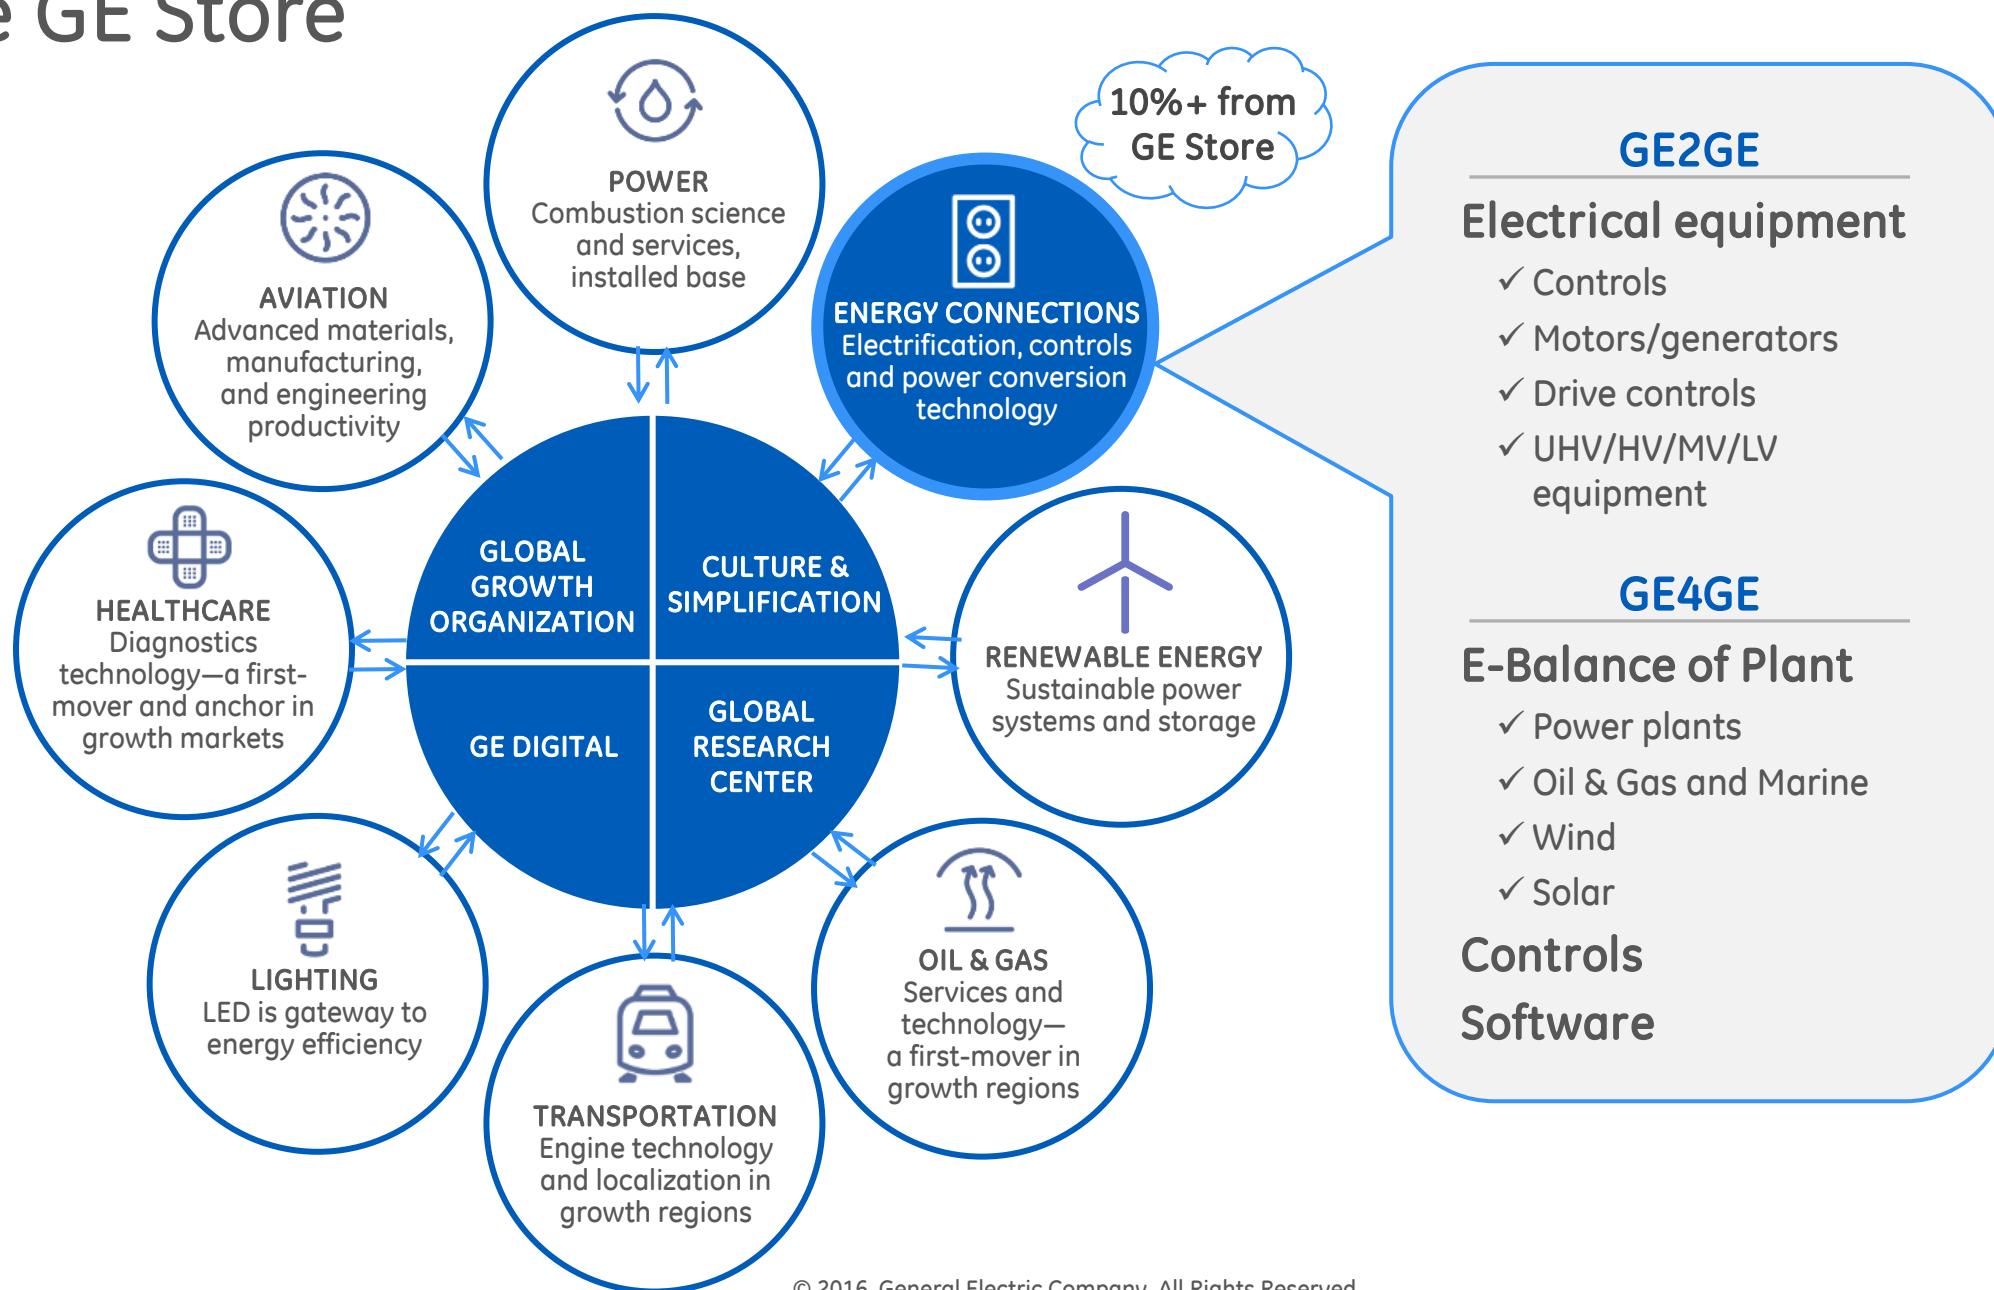 GE Store
10%+ from
GE Store
POWER
Combustion science
and services,
installed base
AVIATION
Advanced materials,
manufacturing,
and engineering
productivity
ENERGY CONNECTIONS
Electrification, controls
and power conversion
technology
HEALTHCARE
Diagnostics
technology—a first-
mover and anchor in
growth markets
GLOBAL
GROWTH
ORGANIZATION
CULTURE &
SIMPLIFICATION
GE DIGITAL
GLOBAL
RESEARCH
CENTER
RENEWABLE ENERGY
Sustainable power
systems and storage
LIGHTING
LED is gateway to
energy efficiency
TRANSPORTATION
Engine technology
and localization in
growth regions
OIL & GAS
Services and
technology—
a first-mover in
growth regions
GE2GE
Electrical equipment
✓ Controls
✓ Motors/generators
✓ Drive controls
✓ UHV/HV/MV/LV
equipment
GE4GE
E-Balance of Plant
✓ Power plants
✓ Oil & Gas and Marine
✓ Wind
✓ Solar
Controls
Software
© 2016, General Electric Company. All Rights Reserved